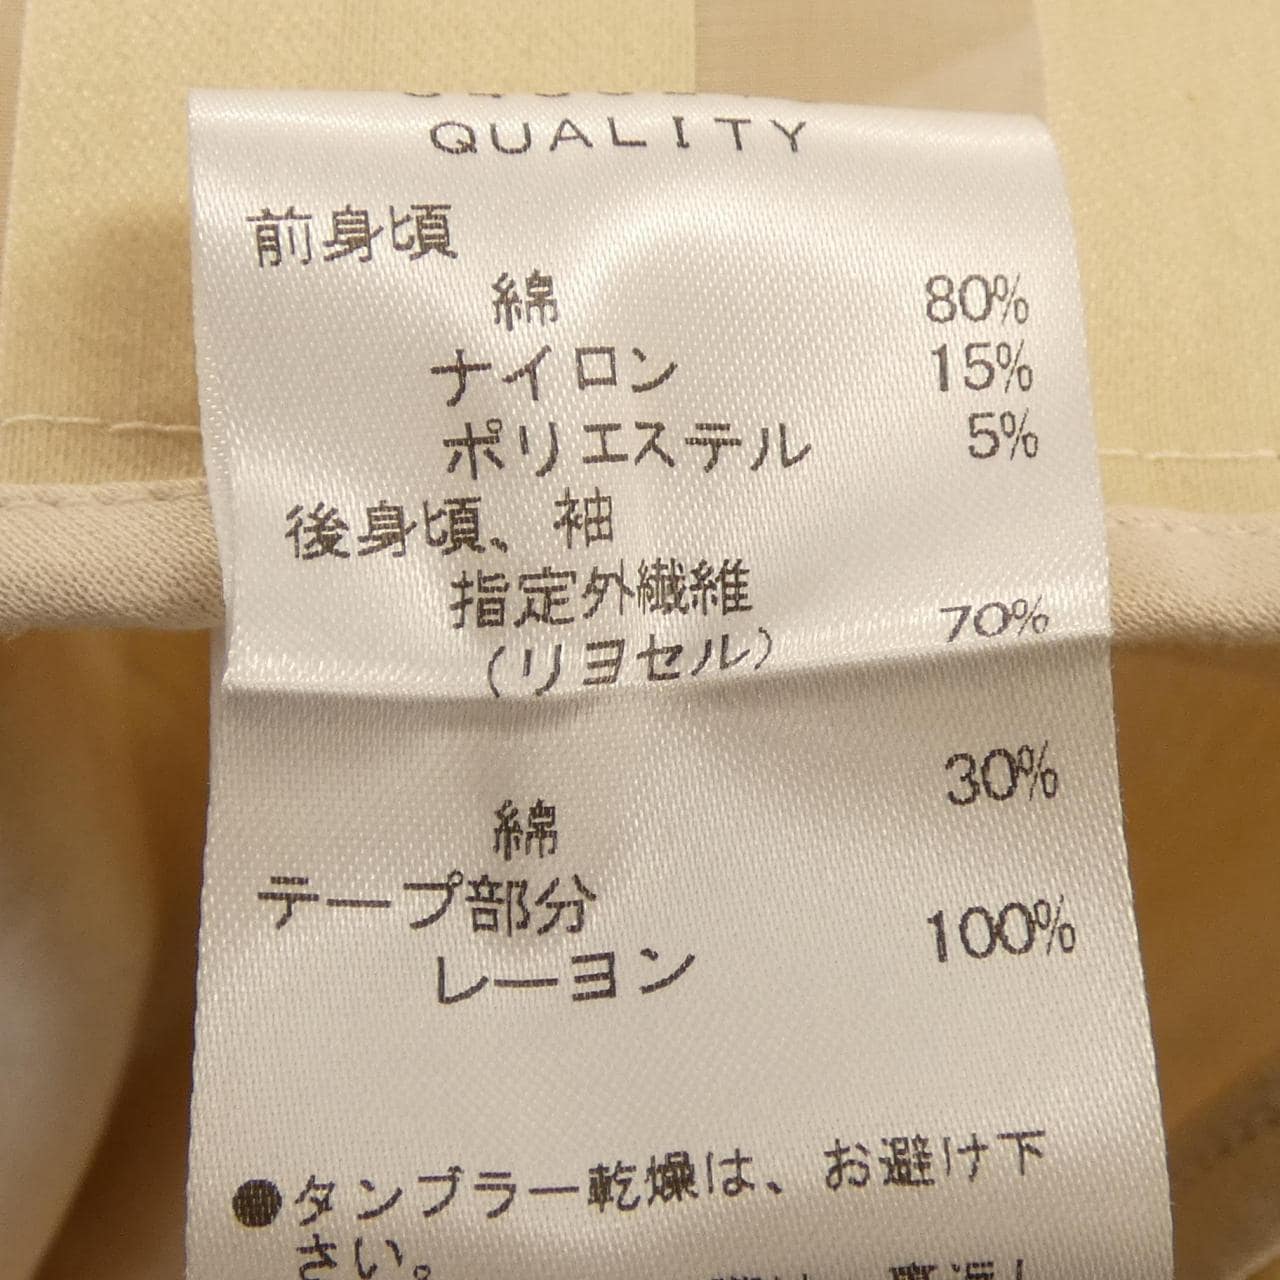 QUALITY
前身頃
綿 80%
ナイロン 15%
ポリエステル 5%
後身頃、袖
指定外繊維
(リヨセル) 70%
綿 30%
テープ部分
レーヨン 100%
●タンブラー乾燥は、お避け下
さい。